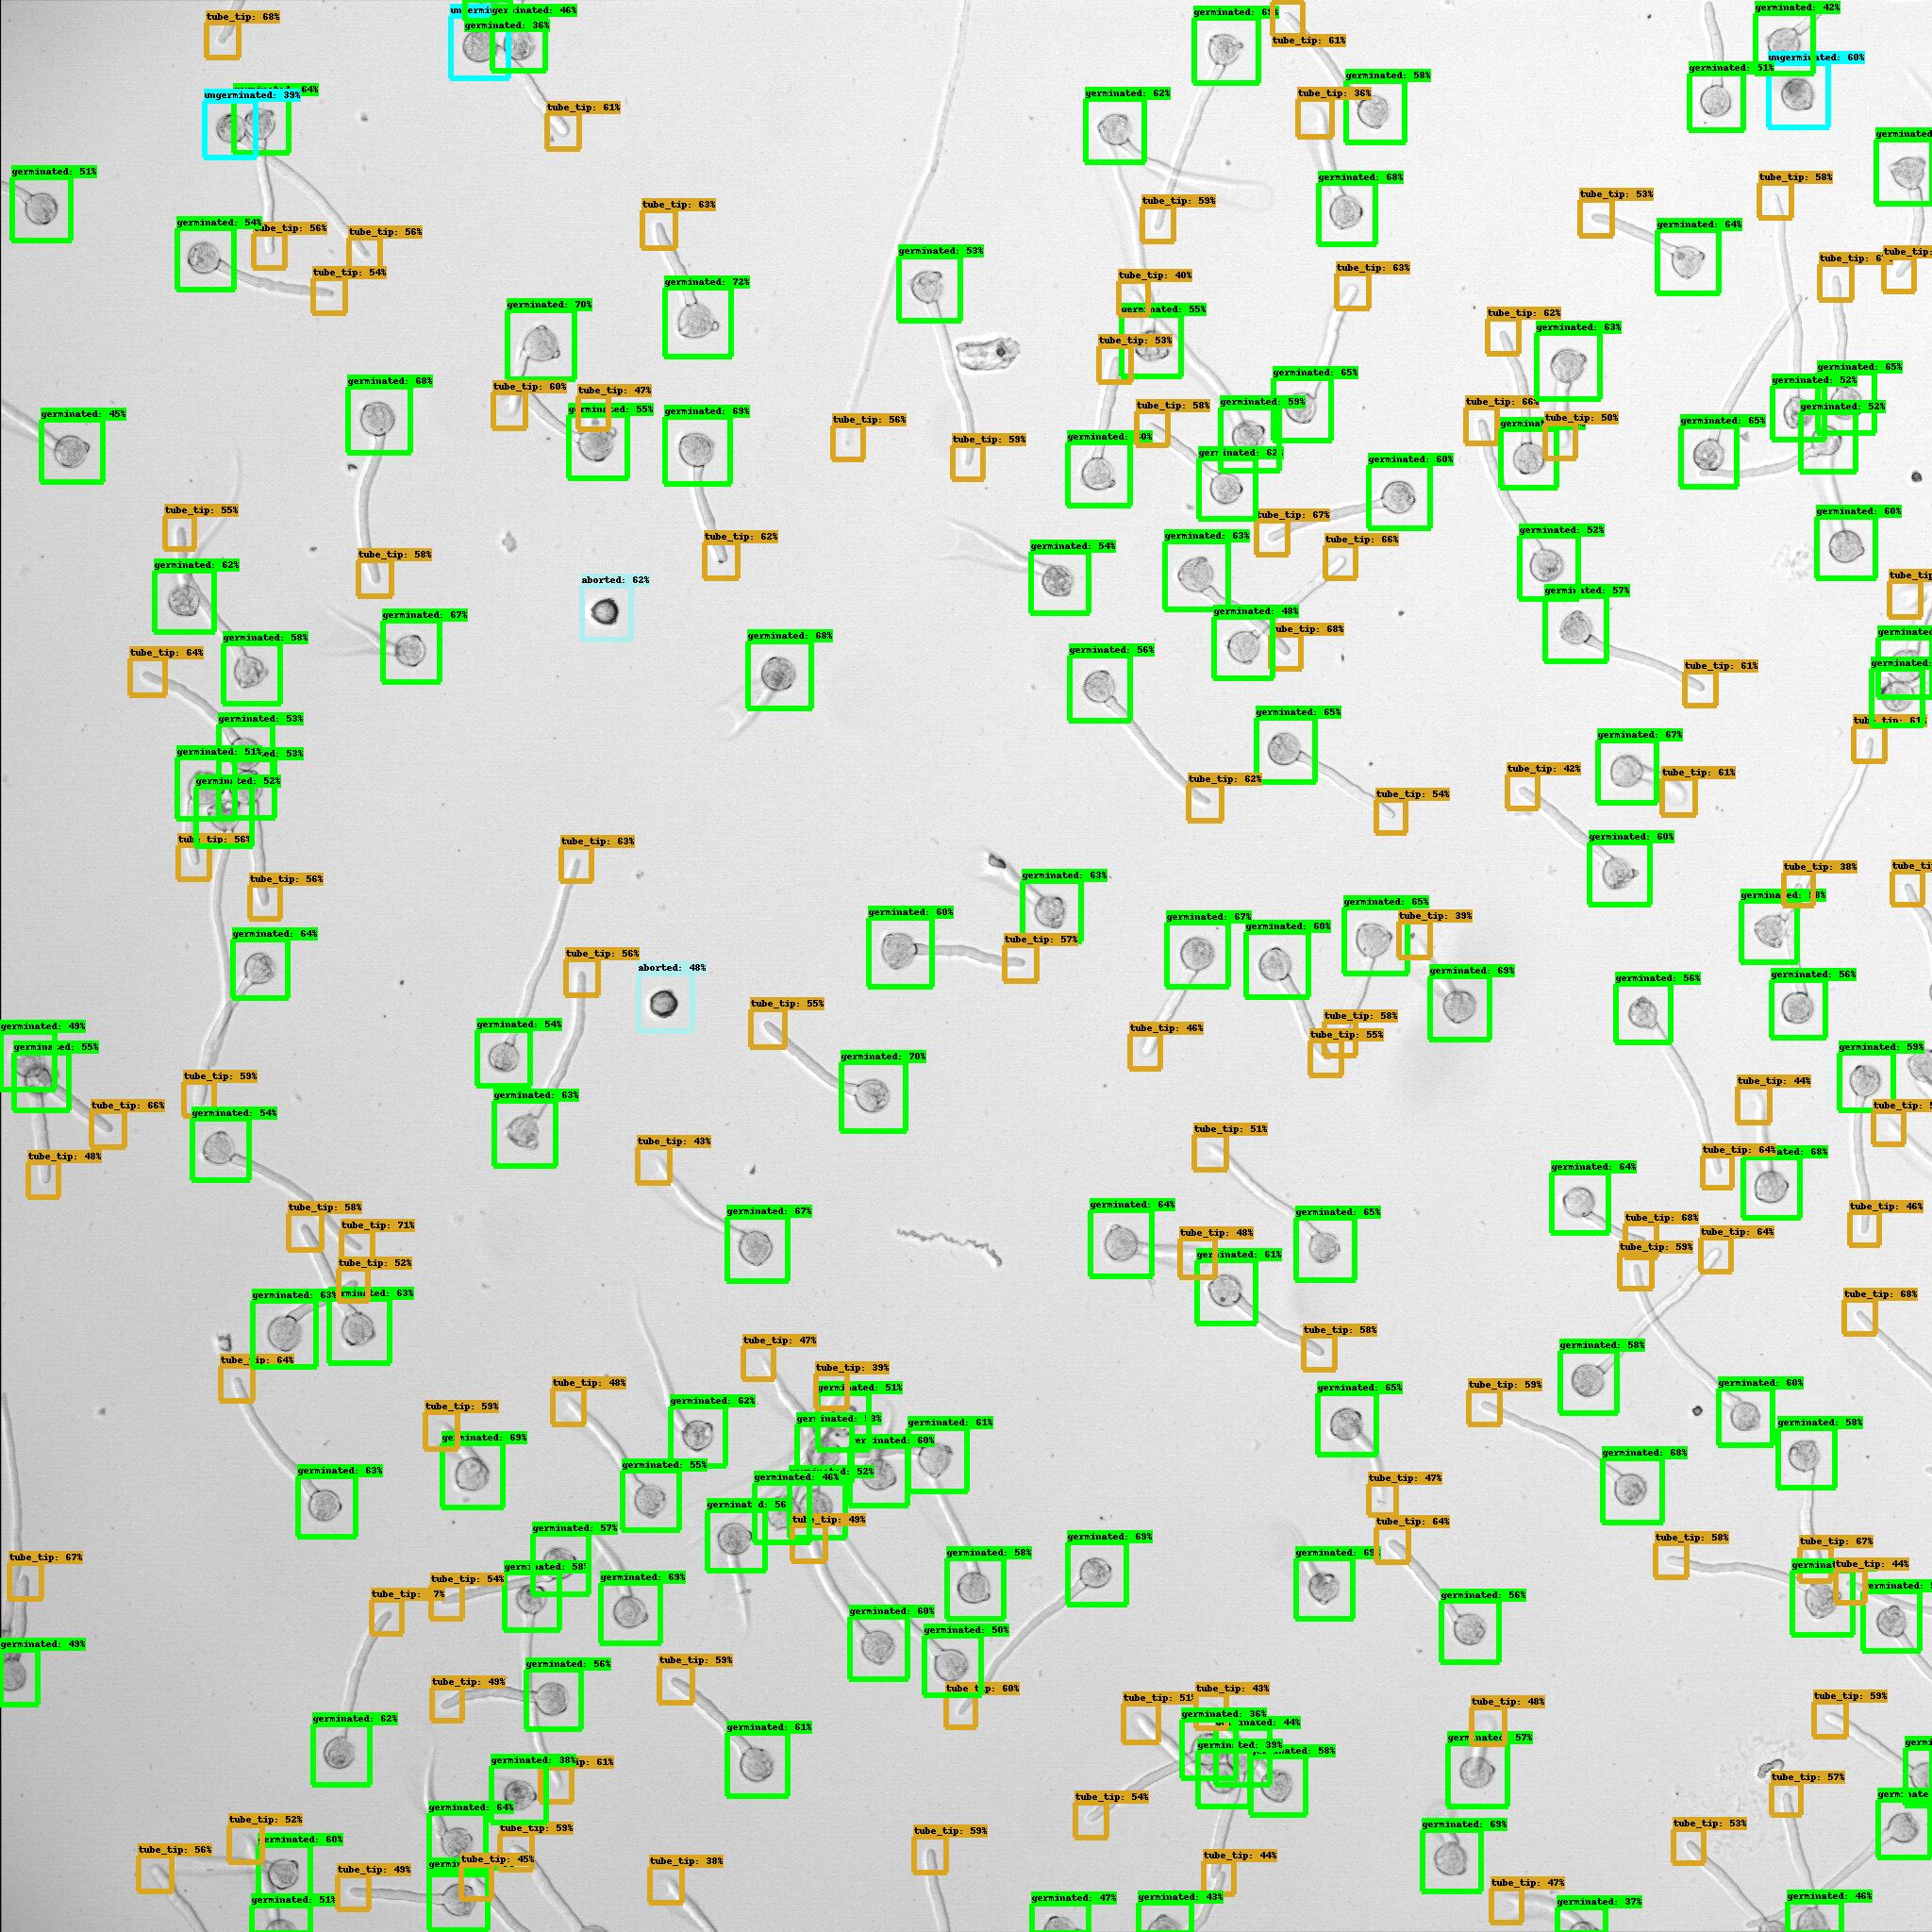 tube_tip: 68%
germinated: 46%
germinated: 36%
tube_tip: 61%
germinated: 42%
ungerminated: 60%
germinated: 51%
germinated: 58%
tube_tip: 36%
germinated: 62%
tube_tip: 61%
ungerminated: 39%
germinated: 51%
germinated: 68%
tube_tip: 58%
tube_tip: 53%
tube_tip: 59%
tube_tip: 63%
germinated: 54%
tube_tip: 56%
tube_tip: 56%
germinated: 64%
germinated: 53%
tube_tip: 54%
tube_tip: 40%
tube_tip: 63%
germinated: 72%
germinated: 70%
germinated: 55%
tube_tip: 62%
germinated: 63%
tube_tip: 53%
germinated: 65%
germinated: 65%
germinated: 52%
germinated: 68%
tube_tip: 60%
tube_tip: 47%
germinated: 55%
germinated: 69%
germinated: 59%
tube_tip: 58%
tube_tip: 66%
germinated: 52%
germinated: 45%
tube_tip: 56%
tube_tip: 50%
germinated: 65%
tube_tip: 59%
germinated: 60%
tube_tip: 55%
tube_tip: 67%
germinated: 60%
germinated: 52%
germinated: 63%
tube_tip: 62%
germinated: 54%
tube_tip: 66%
tube_tip: 58%
germinated: 62%
aborted: 62%
germinated: 57%
germinated: 67%
germinated: 48%
tube_tip: 68%
germinated: 58%
germinated: 68%
germinated: 56%
tube_tip: 64%
tube_tip: 61%
germinated: 65%
germinated: 53%
germinated: 67%
germinated: 51%
tube_tip: 42%
tube_tip: 61%
germinated: 52%
tube_tip: 62%
tube_tip: 54%
tube_tip: 56%
tube_tip: 63%
germinated: 60%
tube_tip: 38%
germinated: 63%
tube_tip: 56%
germinated: 60%
germinated: 67%
germinated: 60%
germinated: 65%
tube_tip: 39%
germinated: 64%
tube_tip: 57%
tube_tip: 56%
aborted: 48%
germinated: 69%
germinated: 56%
germinated: 56%
tube_tip: 55%
tube_tip: 58%
germinated: 49%
germinated: 54%
tube_tip: 46%
tube_tip: 55%
germinated: 55%
germinated: 59%
germinated: 70%
tube_tip: 59%
tube_tip: 44%
germinated: 63%
tube_tip: 66%
germinated: 54%
tube_tip: 51%
tube_tip: 43%
tube_tip: 64%
tube_tip: 48%
germinated: 64%
germinated: 68%
germinated: 64%
tube_tip: 46%
tube_tip: 58%
germinated: 67%
germinated: 65%
tube_tip: 68%
tube_tip: 71%
tube_tip: 48%
tube_tip: 64%
tube_tip: 59%
germinated: 61%
tube_tip: 52%
germinated: 63%
germinated: 63%
tube_tip: 68%
tube_tip: 58%
tube_tip: 47%
germinated: 58%
tube_tip: 64%
tube_tip: 39%
tube_tip: 48%
germinated: 51%
germinated: 65%
tube_tip: 59%
germinated: 60%
germinated: 62%
tube_tip: 59%
germinated: 61%
germinated: 58%
germinated: 69%
germinated: 60%
germinated: 68%
germinated: 55%
germinated: 63%
germinated: 46%
tube_tip: 47%
germinated: 56
tube_tip: 49%
tube_tip: 64%
germinated: 57%
germinated: 69%
tube_tip: 58%
tube_tip: 67%
germinated: 58%
germinated: 69%
tube_tip: 67%
tube_tip: 44%
germinated: 58%
tube_tip: 54%
germinated: 69%
germinated: 56%
germinated: 60%
germinated: 50%
germinated: 49%
germinated: 56%
tube_tip: 59%
tube_tip: 49%
tube_tip: 60%
tube_tip: 43%
tube_tip: 51%
tube_tip: 48%
tube_tip: 59%
germinated: 36%
germinated: 44%
germinated: 62%
germinated: 61%
germinated: 57%
germinated: 39%
germinated: 58%
germinated: 38%
tube_tip: 61%
tube_tip: 57%
tube_tip: 54%
germinated: 64%
tube_tip: 52%
tube_tip: 59%
tube_tip: 59%
germinated: 69%
tube_tip: 53%
germinated: 60%
tube_tip: 56%
tube_tip: 45%
tube_tip: 38%
tube_tip: 44%
tube_tip: 49%
tube_tip: 47%
germinated: 51%
germinated: 47%
germinated: 43%
germinated: 37%
germinated: 46%